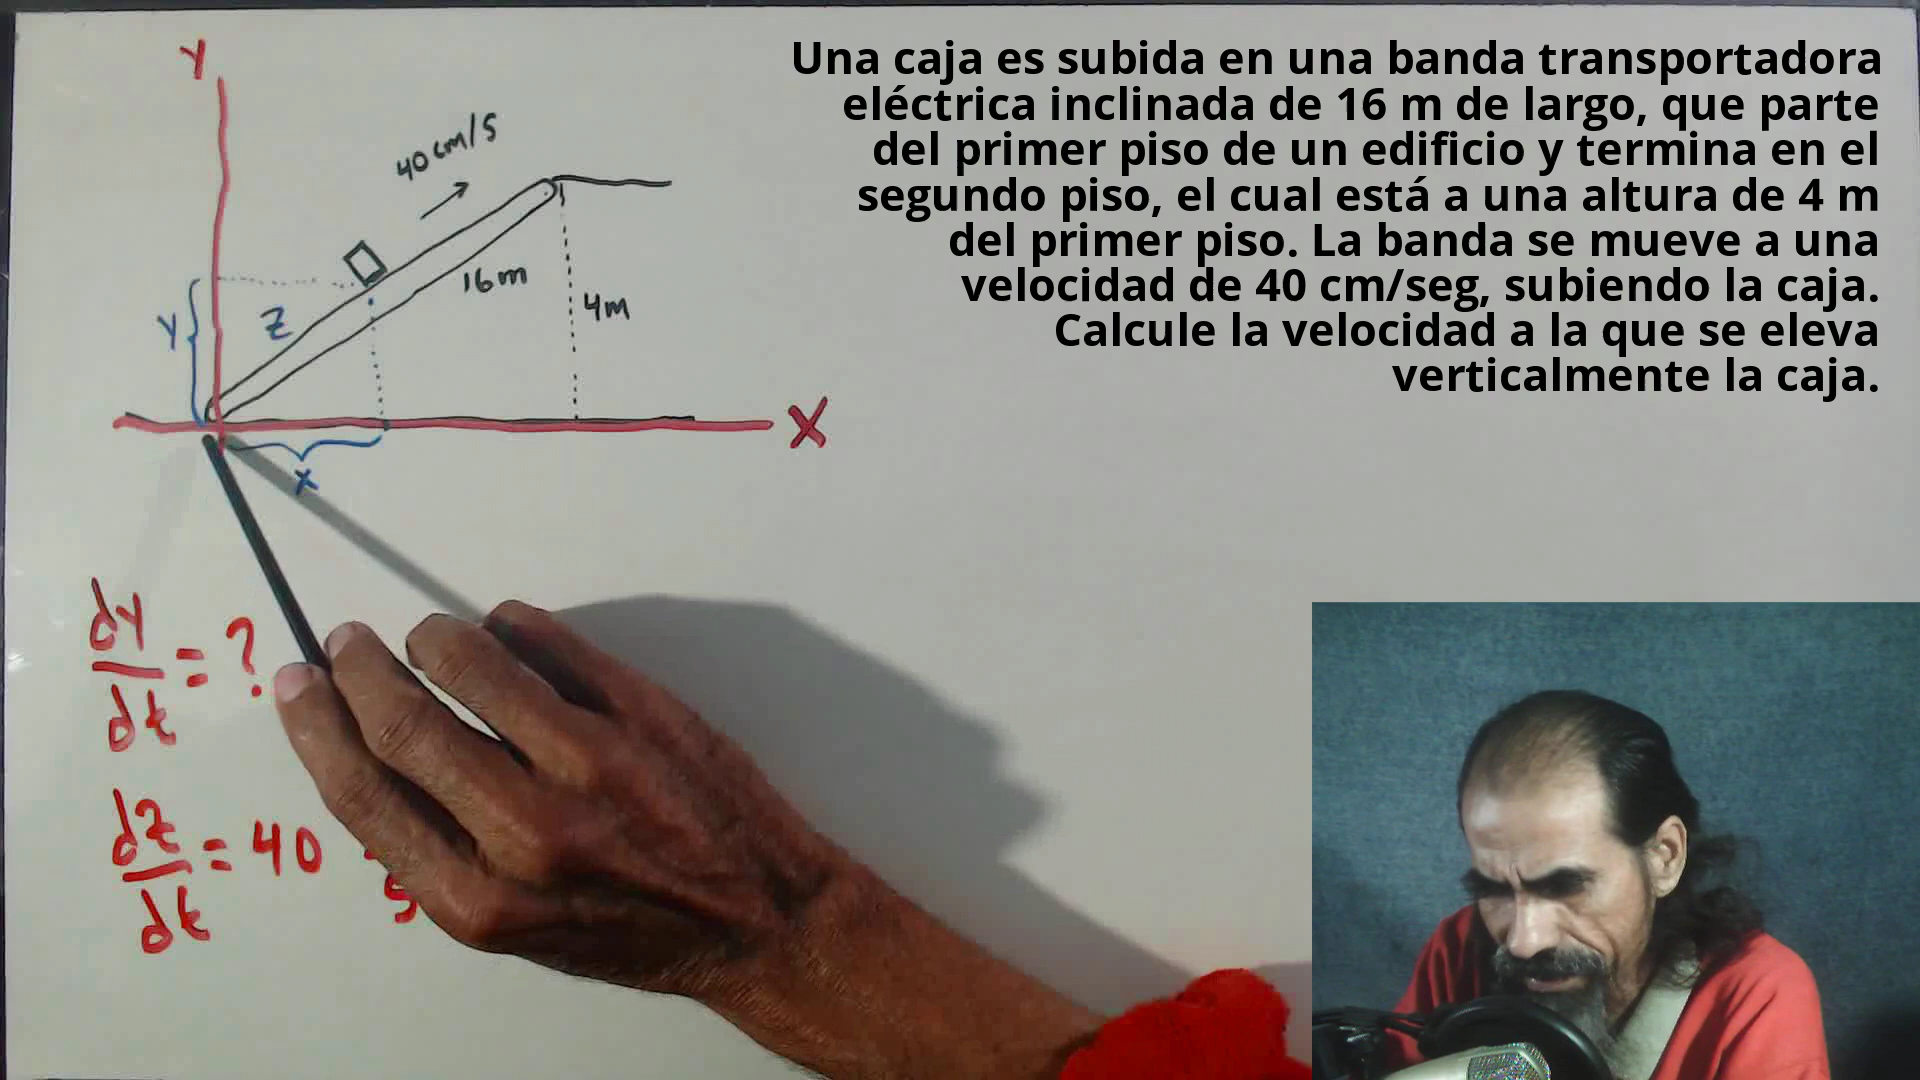 Una caja es subida en una banda transportadora
eléctrica inclinada de 16 m de largo, que parte
del primer piso de un edificio y termina en el
segundo piso, el cual está a una altura de 4 m
del primer piso. La banda se mueve a una
velocidad de 40 cm/seg, subiendo la caja.
Calcule la velocidad a la que se eleva
verticalmente la caja.
Y
40 cm/s
16m
4m
Z
Y
X
x
dy
dt
= ?
dz
dt
= 40
s